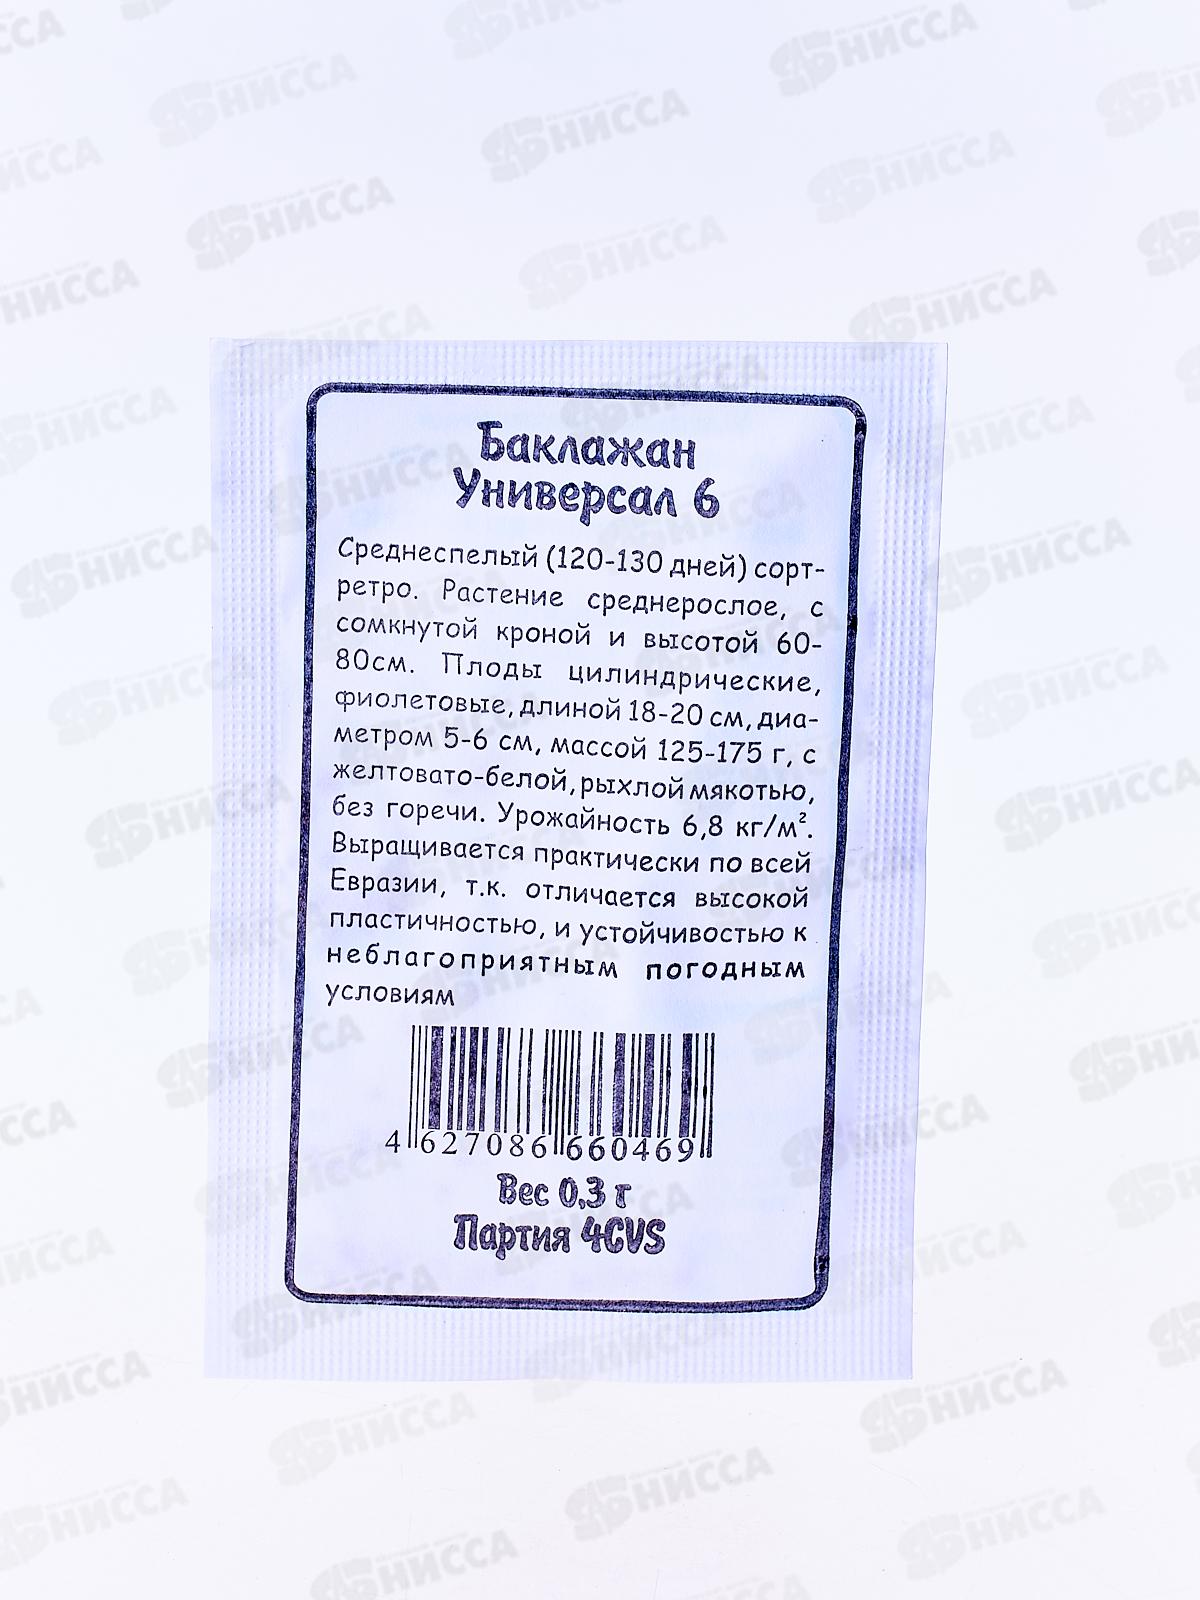 Баклажан
Универсал 6
Среднеспелый (120-130 дней) сорт-
ретро. Растение среднерослое, с
сомкнутой кроной и высотой 60-
80см. Плоды цилиндрические,
фиолетовые, длиной 18-20 см, диа-
метром 5-6 см, массой 125-175 г, с
желтовато-белой, рыхлой мякотью,
без горечи. Урожайность 6,8 кг/м².
Выращивается практически по всей
Евразии, т.к. отличается высокой
пластичностью, и устойчивостью к
неблагоприятным погодным
условиям
4 627086 660469
Вес 0,3 г
Партия 4CVS